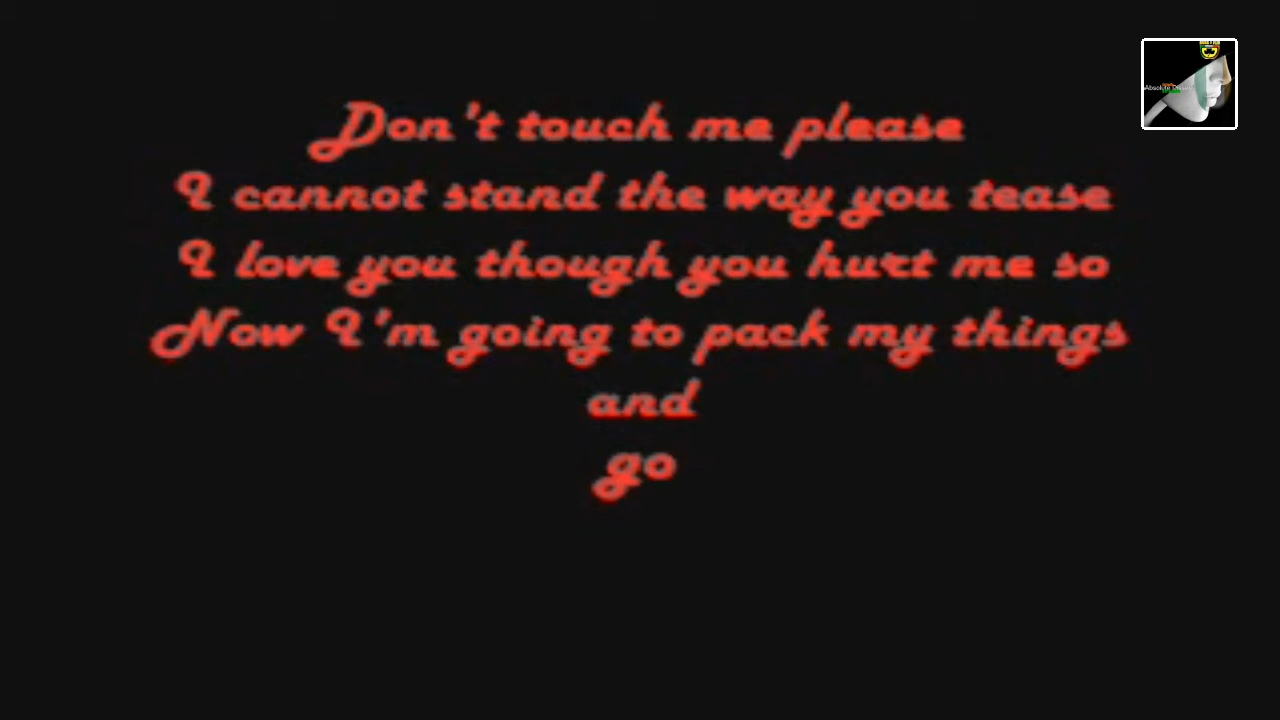 Don't touch me please
I cannot stand the way you tease
I love you though you hurt me so
Now I'm going to pack my things
and
go
Absolute